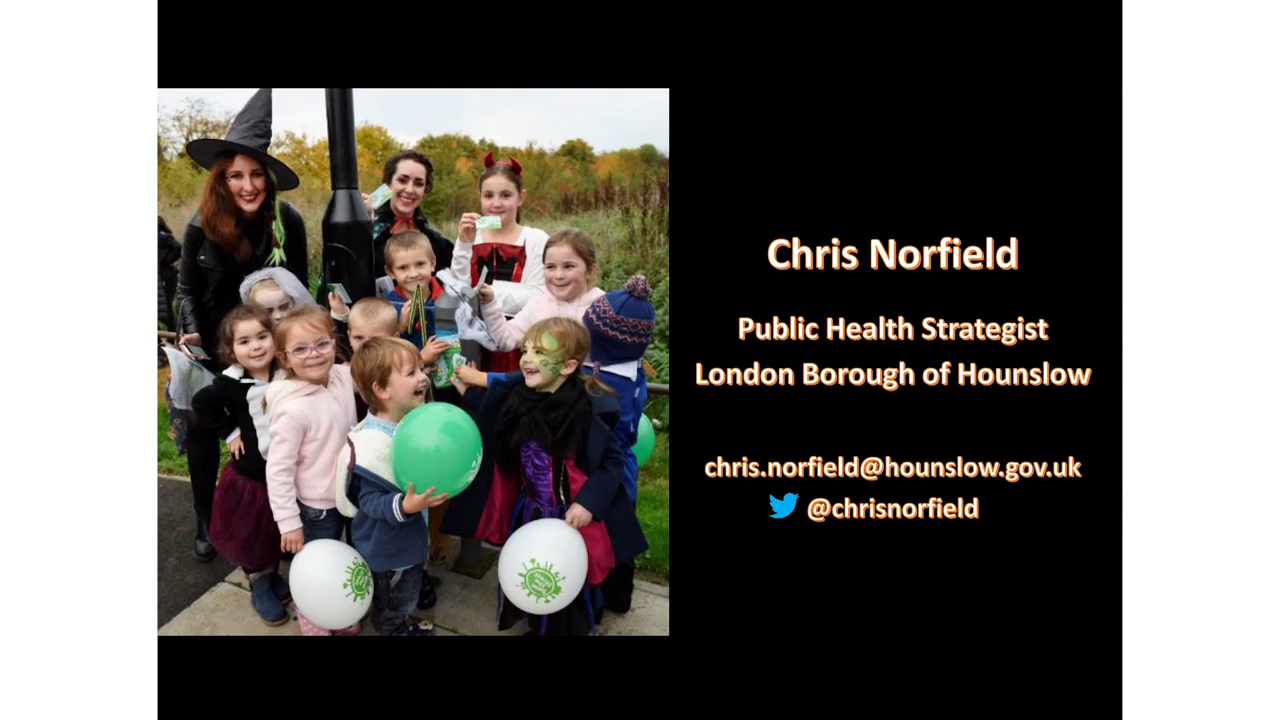 Chris Norfield
Public Health Strategist
London Borough of Hounslow
chris.norfield@hounslow.gov.uk
@chrisnorfield